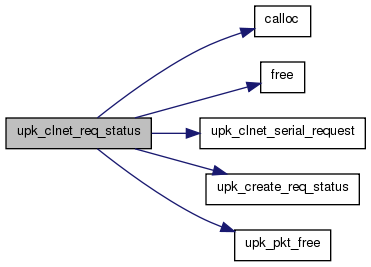 calloc
free
upk_clnet_req_status
upk_clnet_serial_request
upk_create_req_status
upk_pkt_free